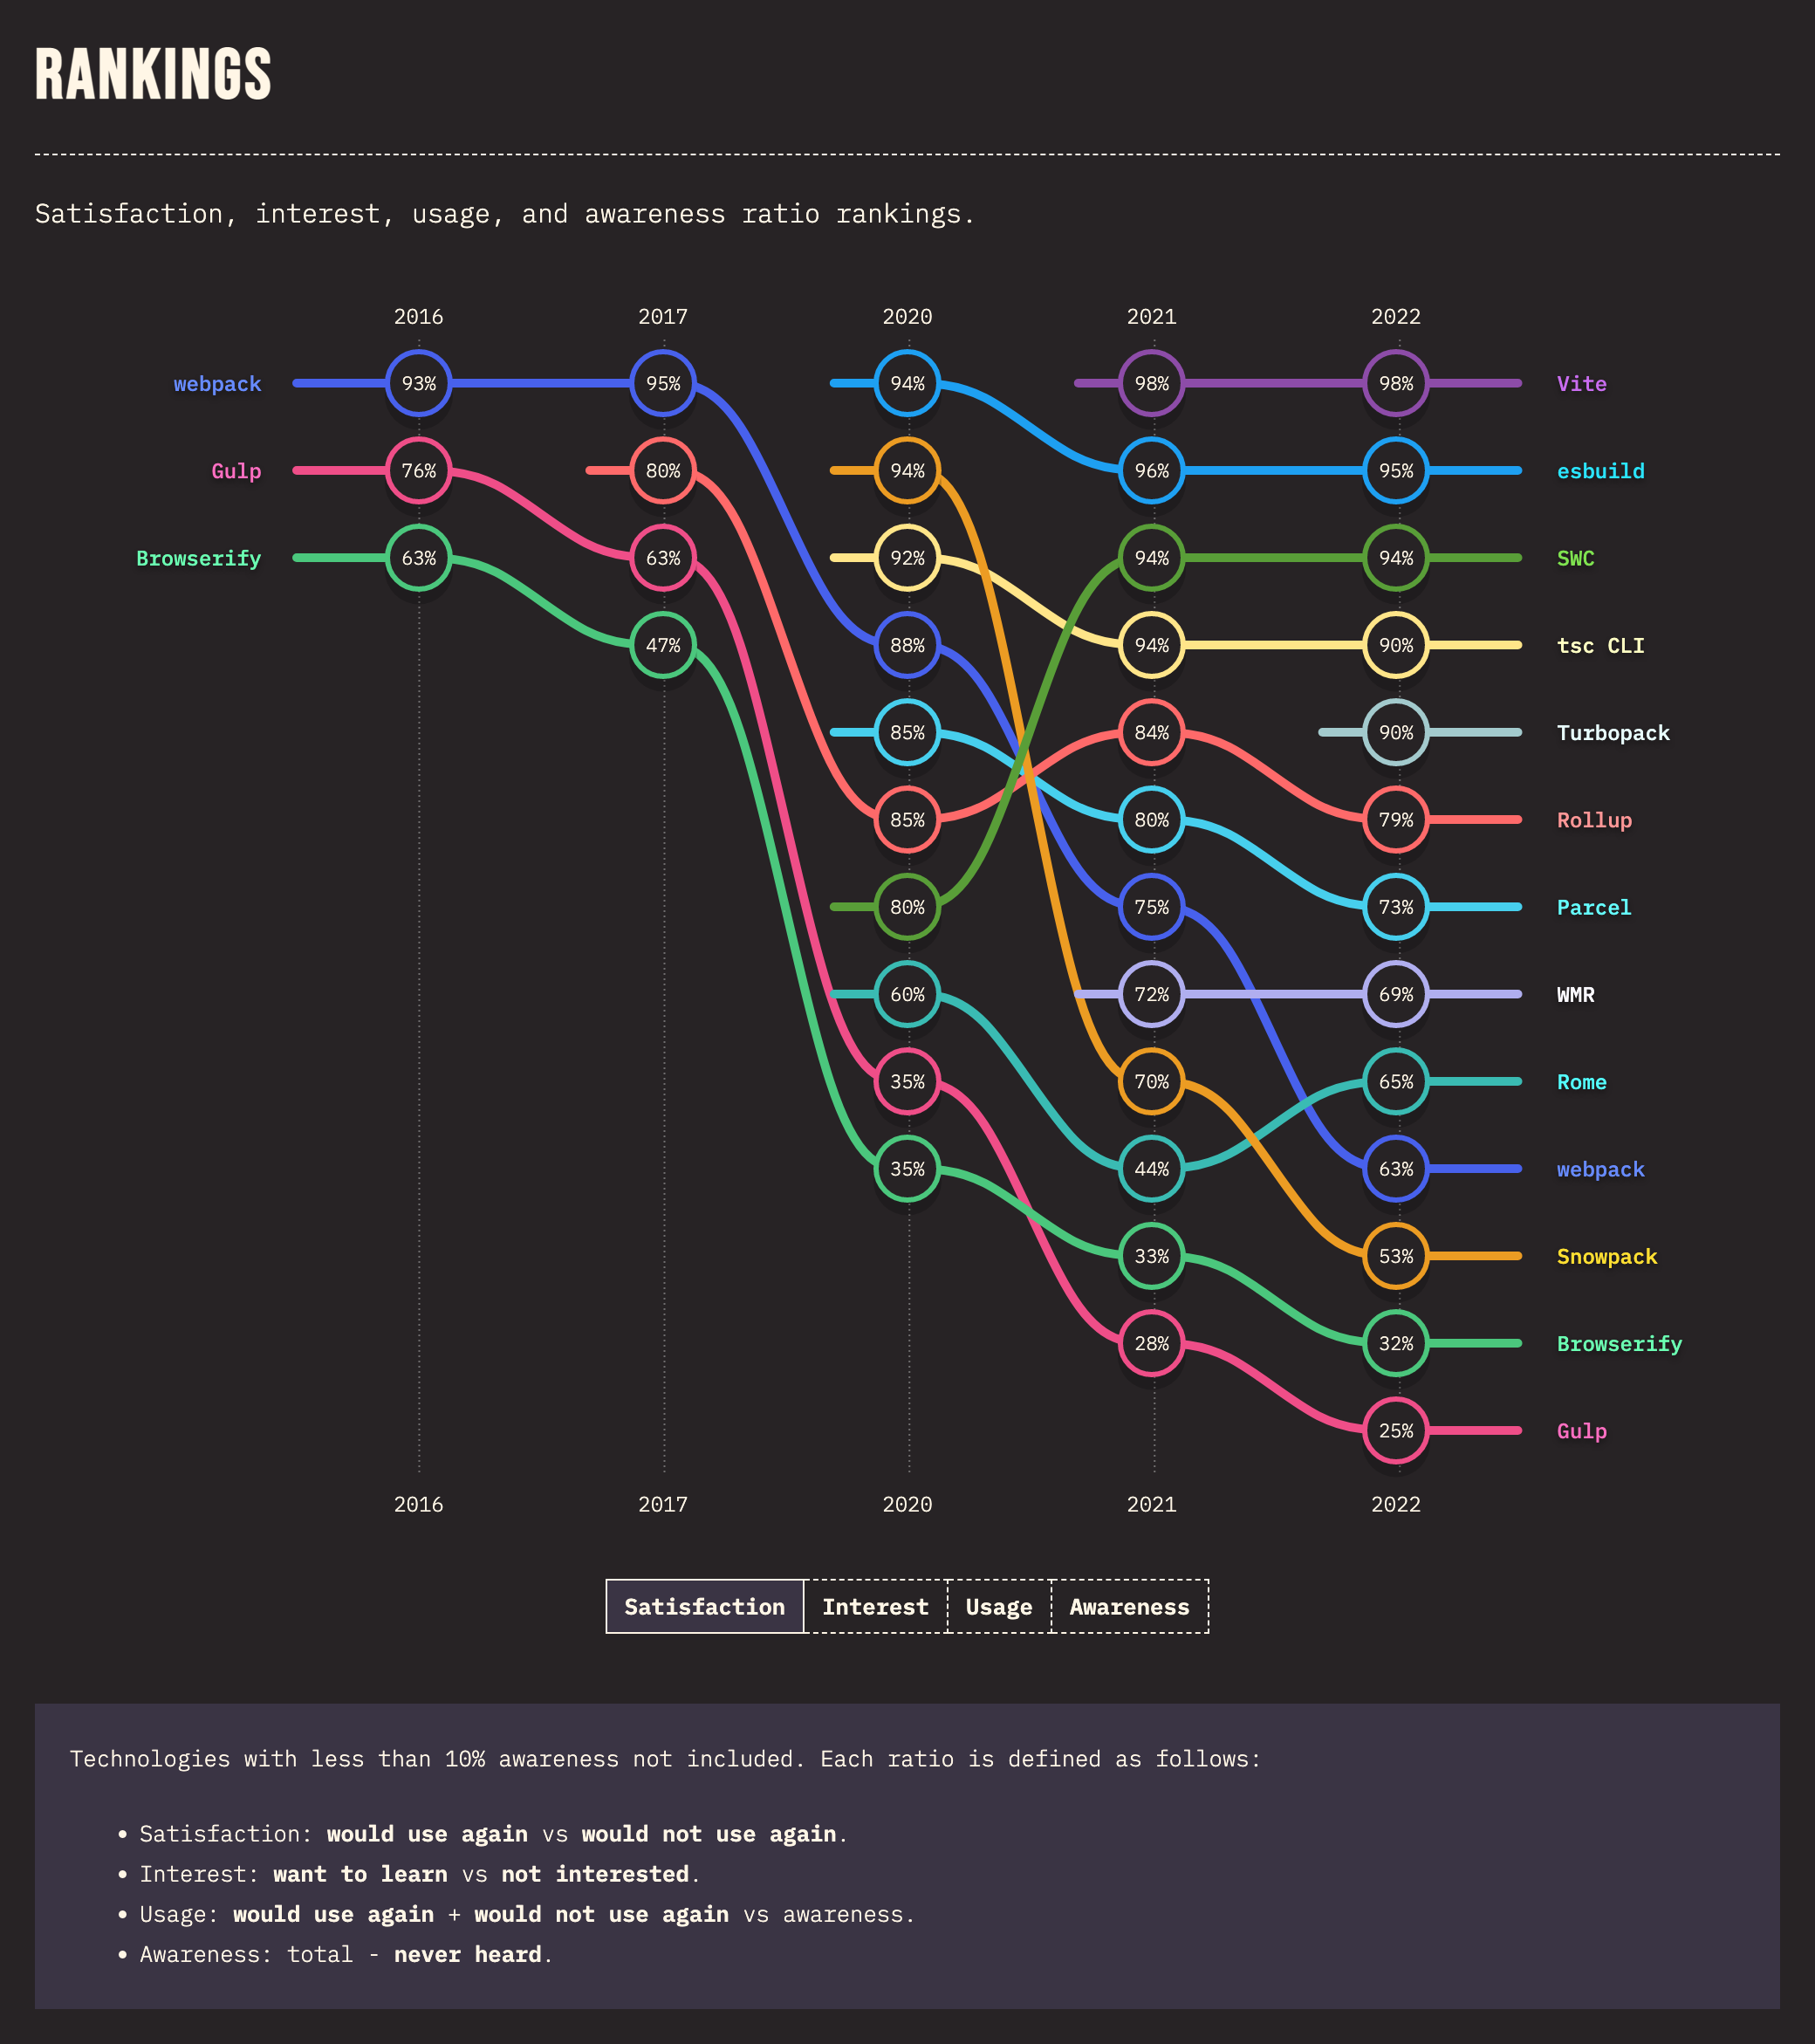 RANKINGS
Satisfaction, interest, usage, and awareness ratio rankings.
2016 2017 2020 2021 2022
webpack 93% 95% 94% 98% 98% Vite
Gulp 76% 80% 94% 96% 95% esbuild
Browserify 63% 63% 92% 94% 94% SWC
47% 88% 94% 90% tsc CLI
85% 84% 90% Turbopack
85% 80% 79% Rollup
80% 75% 73% Parcel
60% 72% 69% WMR
35% 70% 65% Rome
35% 44% 63% webpack
33% 53% Snowpack
28% 32% Browserify
25% Gulp
2016 2017 2020 2021 2022
Satisfaction Interest Usage Awareness
Technologies with less than 10% awareness not included. Each ratio is defined as follows:
• Satisfaction: would use again vs would not use again.
• Interest: want to learn vs not interested.
• Usage: would use again + would not use again vs awareness.
• Awareness: total - never heard.